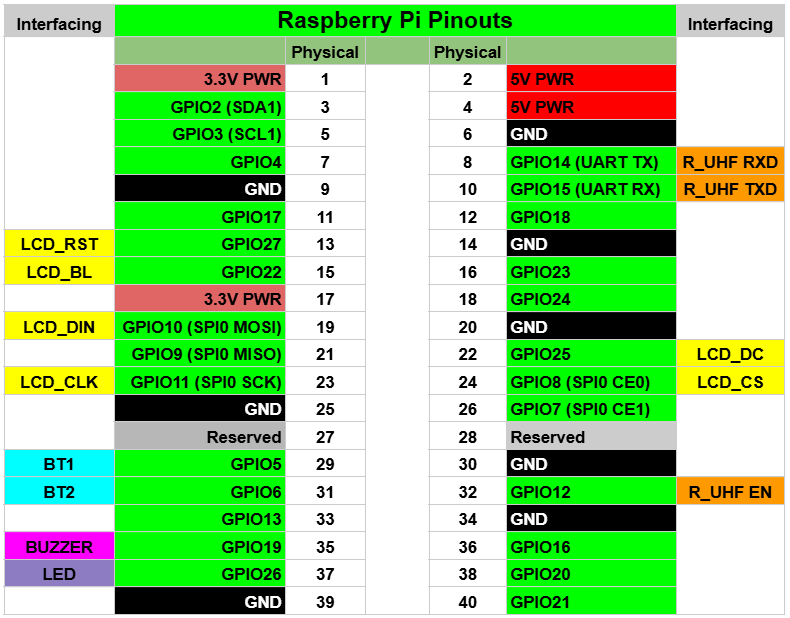 Interfacing Raspberry Pi Pinouts Interfacing
Physical Physical
3.3V PWR 1 2 5V PWR
GPIO2 (SDA1) 3 4 5V PWR
GPIO3 (SCL1) 5 6 GND
GPIO4 7 8 GPIO14 (UART TX) R_UHF RXD
GND 9 10 GPIO15 (UART RX) R_UHF TXD
GPIO17 11 12 GPIO18
LCD_RST GPIO27 13 14 GND
LCD_BL GPIO22 15 16 GPIO23
3.3V PWR 17 18 GPIO24
LCD_DIN GPIO10 (SPI0 MOSI) 19 20 GND
GPIO9 (SPI0 MISO) 21 22 GPIO25 LCD_DC
LCD_CLK GPIO11 (SPI0 SCK) 23 24 GPIO8 (SPI0 CE0) LCD_CS
GND 25 26 GPIO7 (SPI0 CE1)
Reserved 27 28 Reserved
BT1 GPIO5 29 30 GND
BT2 GPIO6 31 32 GPIO12 R_UHF EN
GPIO13 33 34 GND
BUZZER GPIO19 35 36 GPIO16
LED GPIO26 37 38 GPIO20
GND 39 40 GPIO21